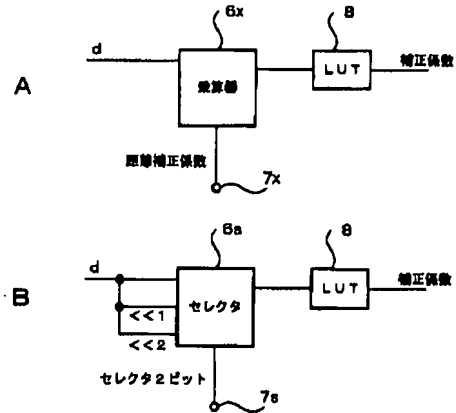 6x
8
d
乗算器
LUT
補正係数
A
距離補正係数
7x
6s
8
d
セレクタ
LUT
補正係数
B
<<1
<<2
セレクタ2ビット
7s